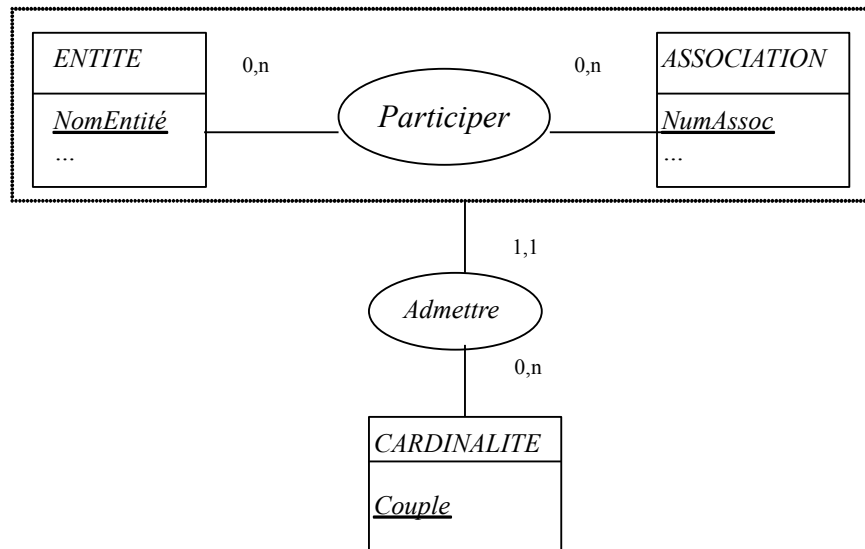 ENTITE
0,n
0,n
ASSOCIATION
NomEntité
Participer
NumAssoc
...
...
1,1
Admettre
0,n
CARDINALITE
Couple